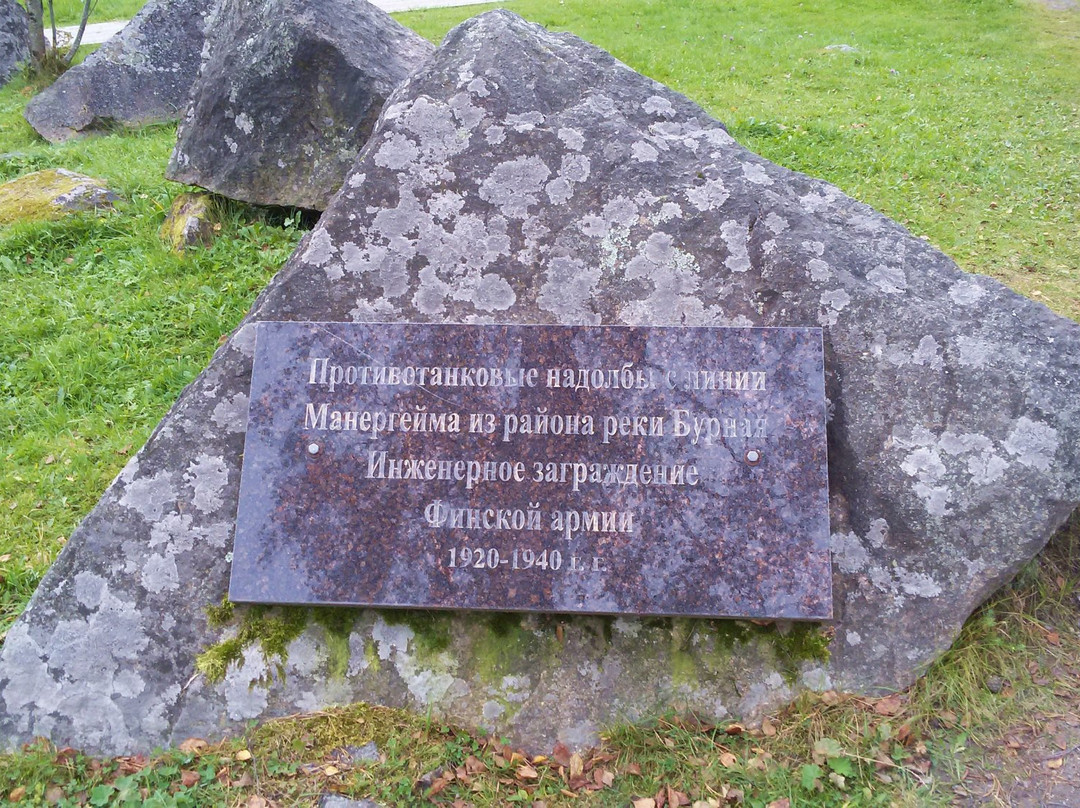 Противотанковые надолбы с линии
Манергейма из района реки Бурная
Инженерное заграждение
Финской армии
1920-1940 г. г.